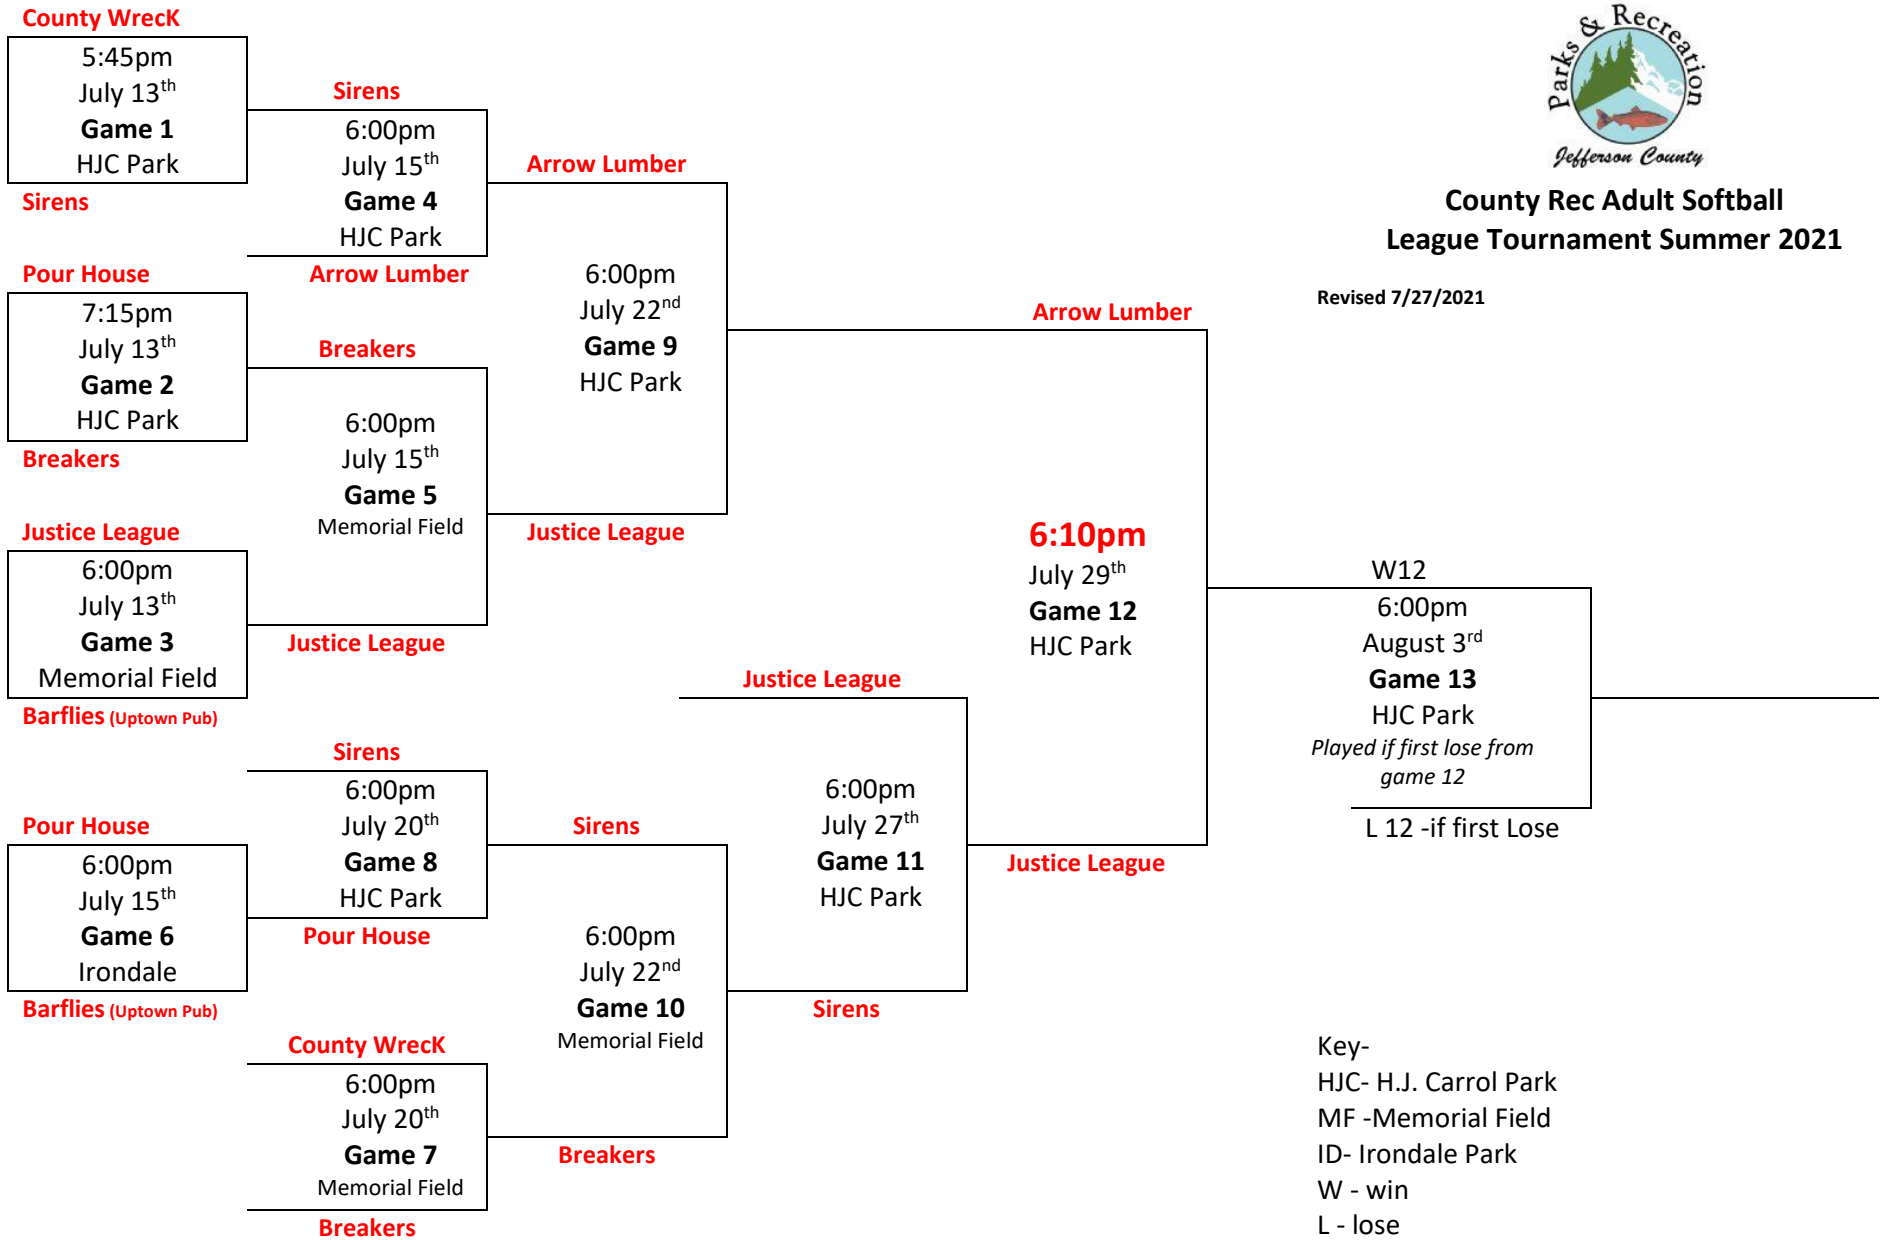 County WrecK
5:45pm
July 13th
Game 1
HJC Park
Sirens
Pour House
7:15pm
July 13th
Game 2
HJC Park
Breakers
Justice League
6:00pm
July 13th
Game 3
Memorial Field
Barflies (Uptown Pub)
Pour House
6:00pm
July 15th
Game 6
Irondale
Barflies (Uptown Pub)
Sirens
6:00pm
July 15th
Game 4
HJC Park
Arrow Lumber
Breakers
6:00pm
July 15th
Game 5
Memorial Field
Justice League
Sirens
6:00pm
July 20th
Game 8
HJC Park
Pour House
County WrecK
6:00pm
July 20th
Game 7
Memorial Field
Breakers
Arrow Lumber
6:00pm
July 22nd
Game 9
HJC Park
Justice League
Sirens
6:00pm
July 22nd
Game 10
Memorial Field
Breakers
Justice League
6:00pm
July 27th
Game 11
HJC Park
Sirens
Arrow Lumber
6:10pm
July 29th
Game 12
HJC Park
Justice League
W12
6:00pm
August 3rd
Game 13
HJC Park
Played if first lose from
game 12
L 12 -if first Lose
Parks & Recreation
Jefferson County
County Rec Adult Softball
League Tournament Summer 2021
Revised 7/27/2021
Key-
HJC- H.J. Carrol Park
MF -Memorial Field
ID- Irondale Park
W - win
L - lose